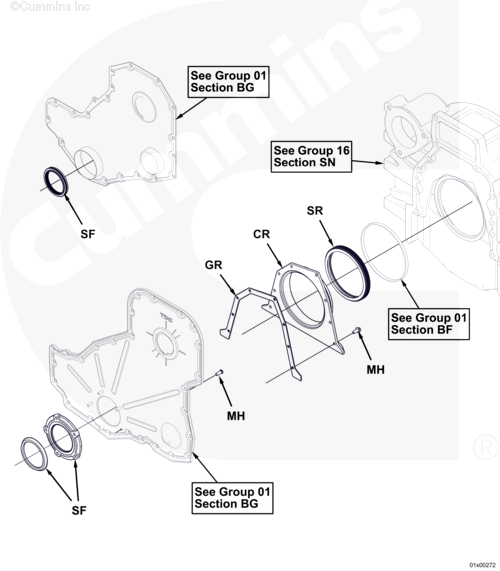 ©Cummins Inc
Cummins
See Group 01
Section BG
See Group 16
Section SN
SF
SR
CR
GR
See Group 01
Section BF
TDC
MH
MH
See Group 01
Section BG
SF
®
01x00272